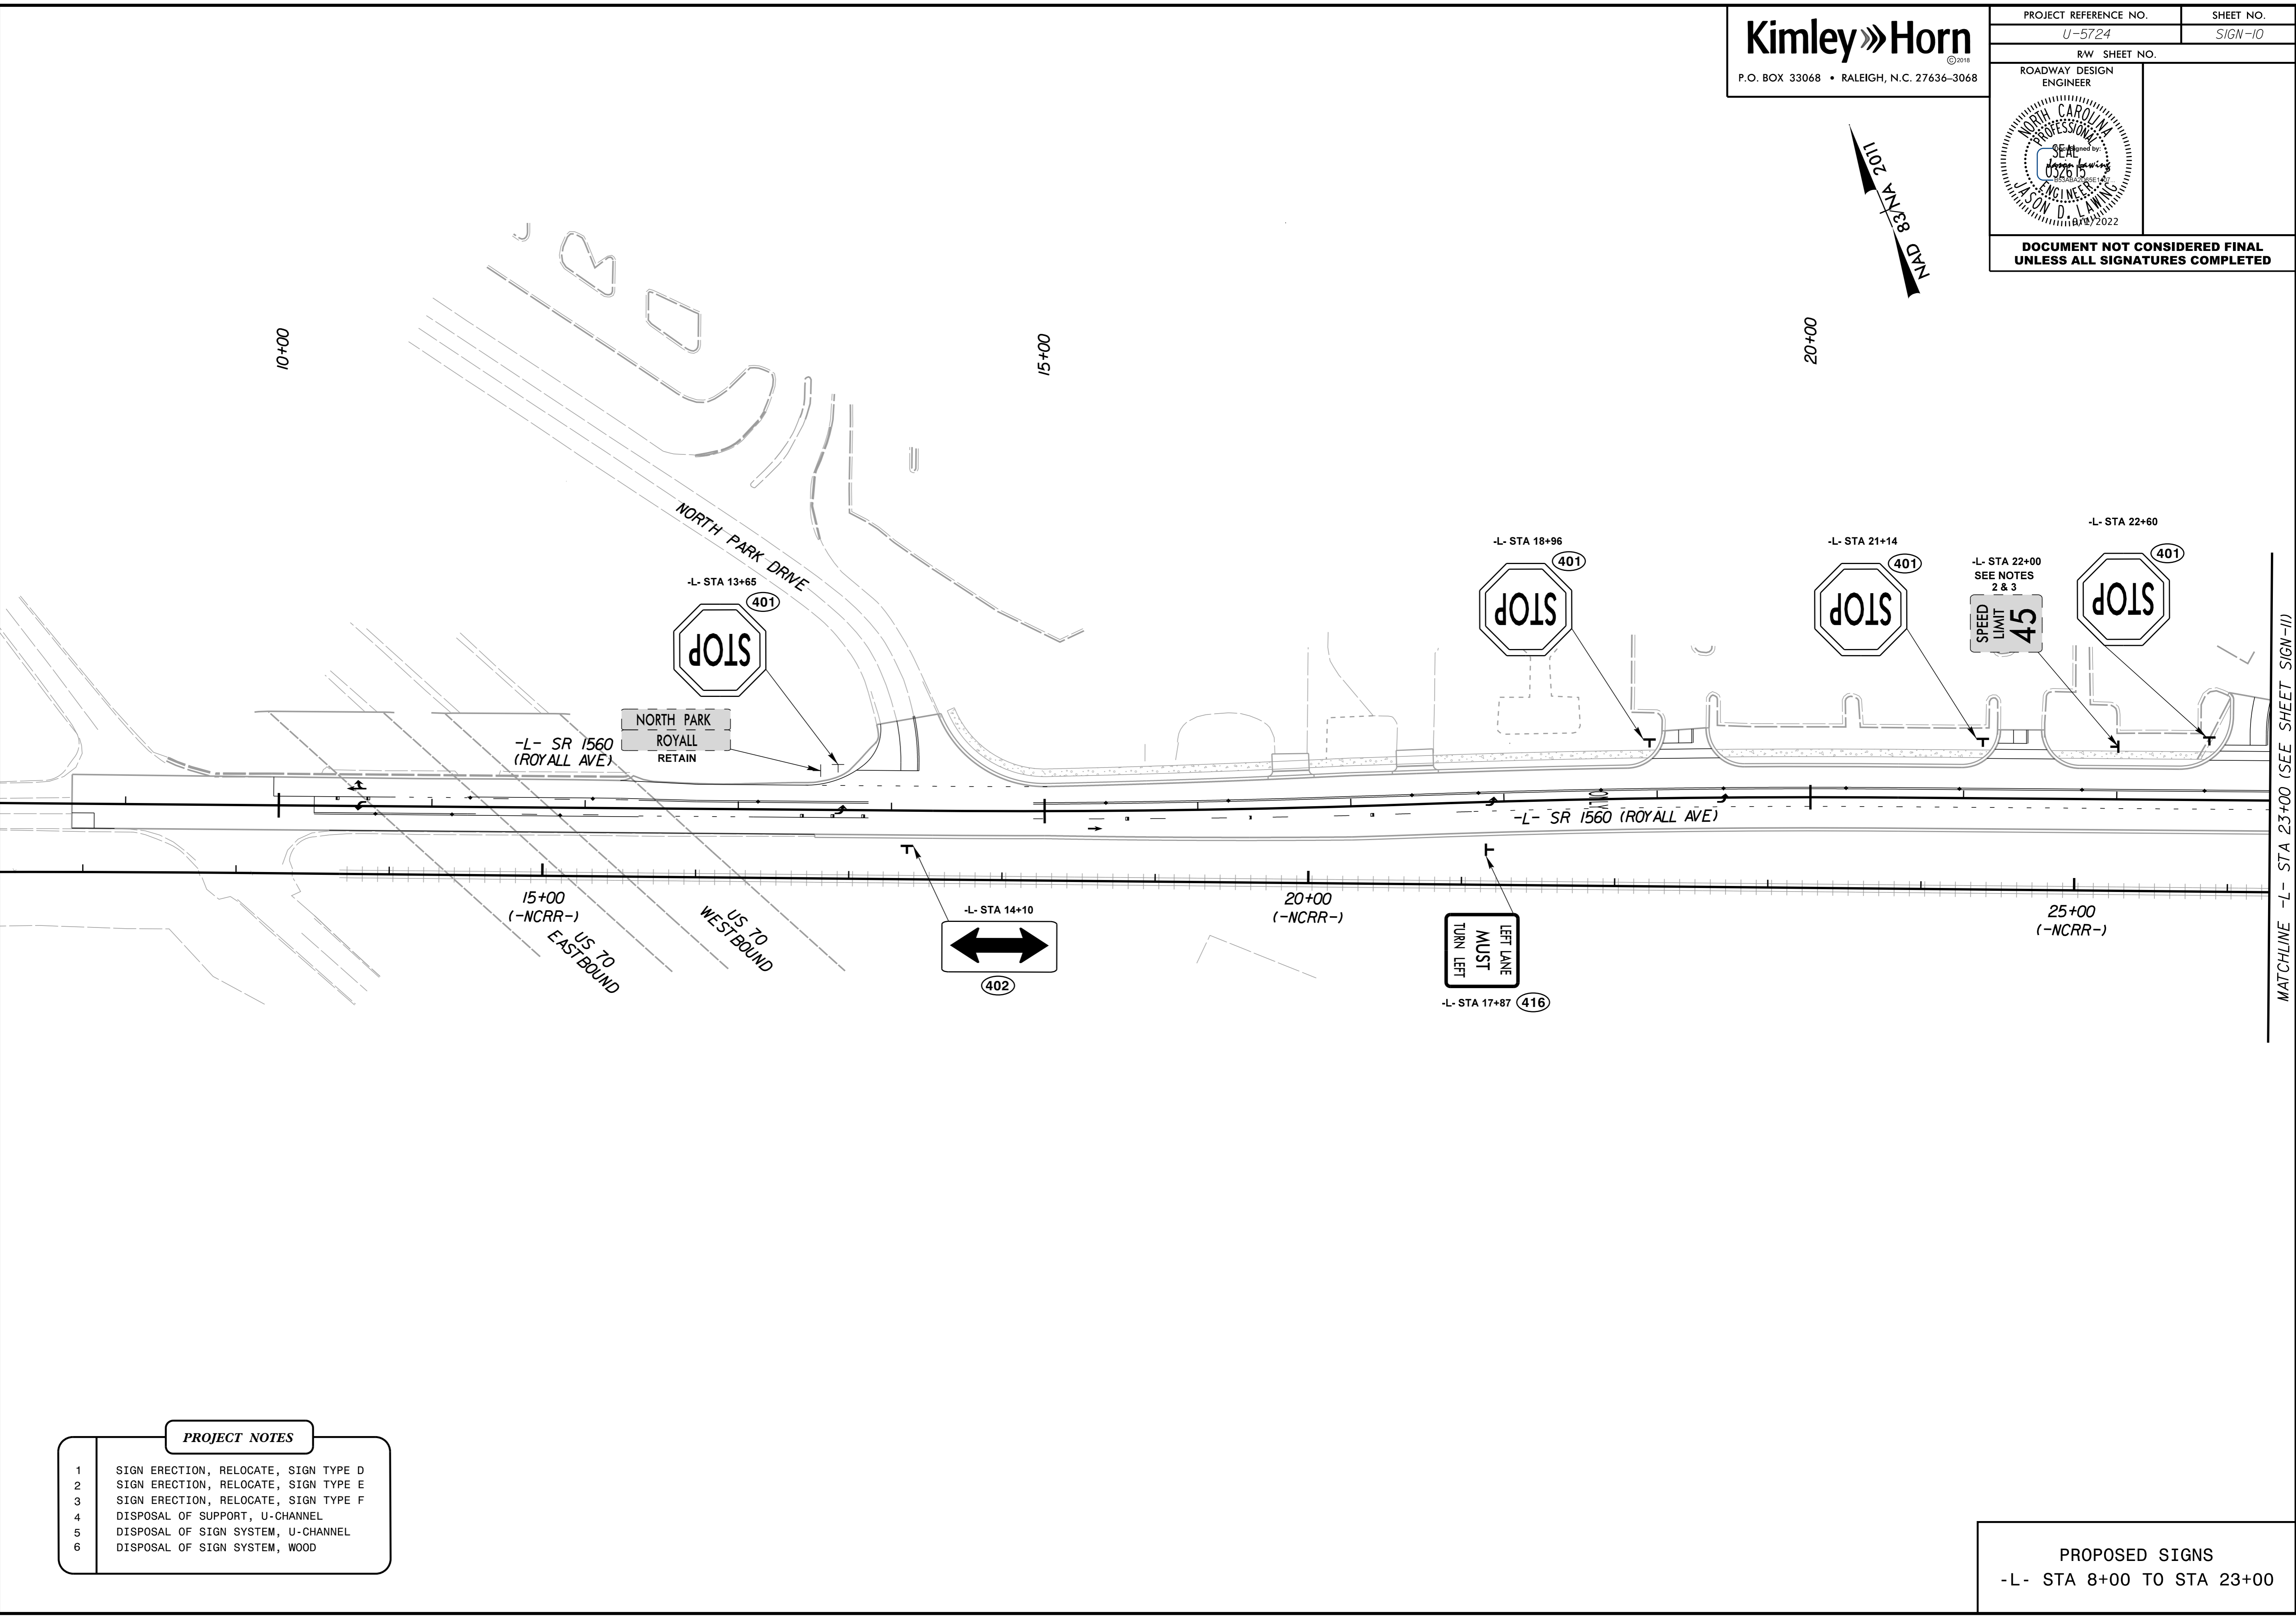 Kimley»Horn
© 2018
P.O. BOX 33068 • RALEIGH, N.C. 27636–3068
PROJECT REFERENCE NO.
SHEET NO.
U-5724
SIGN-10
R/W SHEET NO.
ROADWAY DESIGN
ENGINEER
NORTH CAROLINA
PROFESSIONAL
SEAL
032615
ENGINEER
JASON D. LAWING
DOCUMENT NOT CONSIDERED FINAL
UNLESS ALL SIGNATURES COMPLETED
NAD 83/NA 2011
10+00
15+00
20+00
NORTH PARK DRIVE
-L- STA 13+65
401
STOP
NORTH PARK
ROYALL
RETAIN
-L- SR 1560
(ROYALL AVE)
-L- STA 18+96
401
STOP
-L- STA 21+14
401
STOP
-L- STA 22+00
SEE NOTES
2 & 3
SPEED
LIMIT
45
-L- STA 22+60
401
STOP
-L- SR 1560 (ROYALL AVE)
15+00
(-NCRR-)
US 70
EASTBOUND
US 70
WESTBOUND
-L- STA 14+10
402
20+00
(-NCRR-)
LEFT LANE
MUST
TURN LEFT
-L- STA 17+87
416
25+00
(-NCRR-)
MATCHLINE -L- STA 23+00 (SEE SHEET SIGN-11)
PROJECT NOTES
1 SIGN ERECTION, RELOCATE, SIGN TYPE D
2 SIGN ERECTION, RELOCATE, SIGN TYPE E
3 SIGN ERECTION, RELOCATE, SIGN TYPE F
4 DISPOSAL OF SUPPORT, U-CHANNEL
5 DISPOSAL OF SIGN SYSTEM, U-CHANNEL
6 DISPOSAL OF SIGN SYSTEM, WOOD
PROPOSED SIGNS
-L- STA 8+00 TO STA 23+00